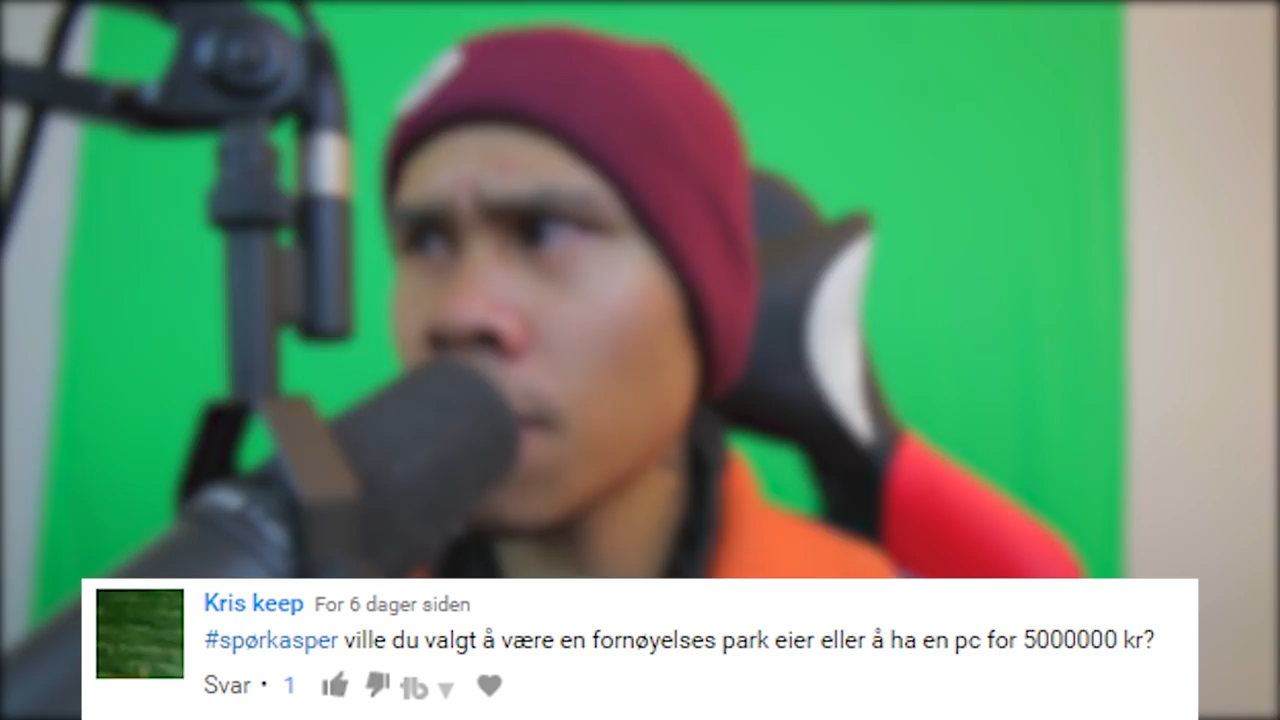 Kris keep For 6 dager siden
#spørkasper ville du valgt å være en fornøyelses park eier eller å ha en pc for 5000000 kr?
Svar • 1